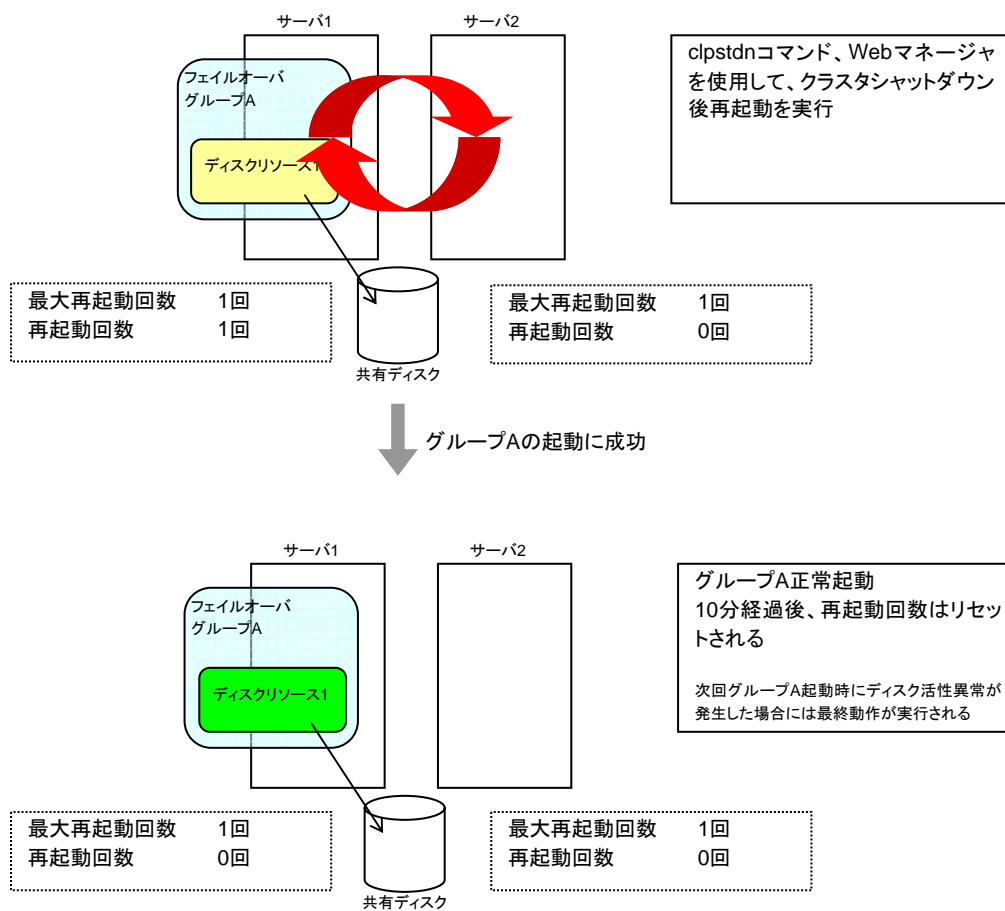 サーバ1
サーバ2
フェイルオーバ
グループA
ディスクリソース1
clpstdnコマンド、Webマネージャ
を使用して、クラスタシャットダウン
後再起動を実行
最大再起動回数 1回
再起動回数 1回
最大再起動回数 1回
再起動回数 0回
共有ディスク
グループAの起動に成功
サーバ1
サーバ2
フェイルオーバ
グループA
ディスクリソース1
グループA正常起動
10分経過後、再起動回数はリセッ
トされる
次回グループA起動時にディスク活性異常が
発生した場合には最終動作が実行される
最大再起動回数 1回
再起動回数 0回
最大再起動回数 1回
再起動回数 0回
共有ディスク